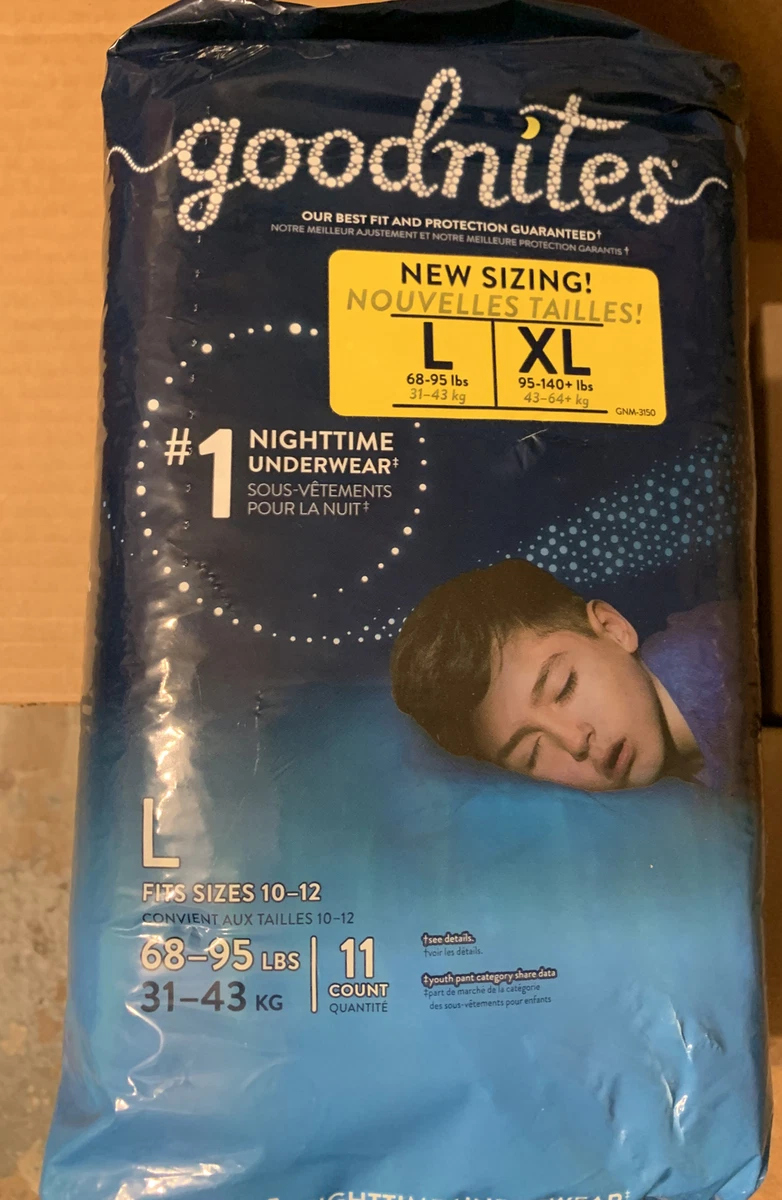 goodnites
OUR BEST FIT AND PROTECTION GUARANTEED†
NOTRE MEILLEUR AJUSTEMENT ET NOTRE MEILLEURE PROTECTION GARANTIS †
NEW SIZING!
NOUVELLES TAILLES!
L XL
68-95 lbs 95-140+ lbs
31-43 kg 43-64+ kg
GNM-3150
#1 NIGHTTIME
UNDERWEAR‡
SOUS-VÊTEMENTS
POUR LA NUIT‡
L
FITS SIZES 10-12
CONVIENT AUX TAILLES 10-12
68-95 LBS
31-43 KG
11
COUNT
QUANTITÉ
†see details.
†voir les détails.
‡youth pant category share data
‡part de marché de la catégorie
des sous-vêtements pour enfants